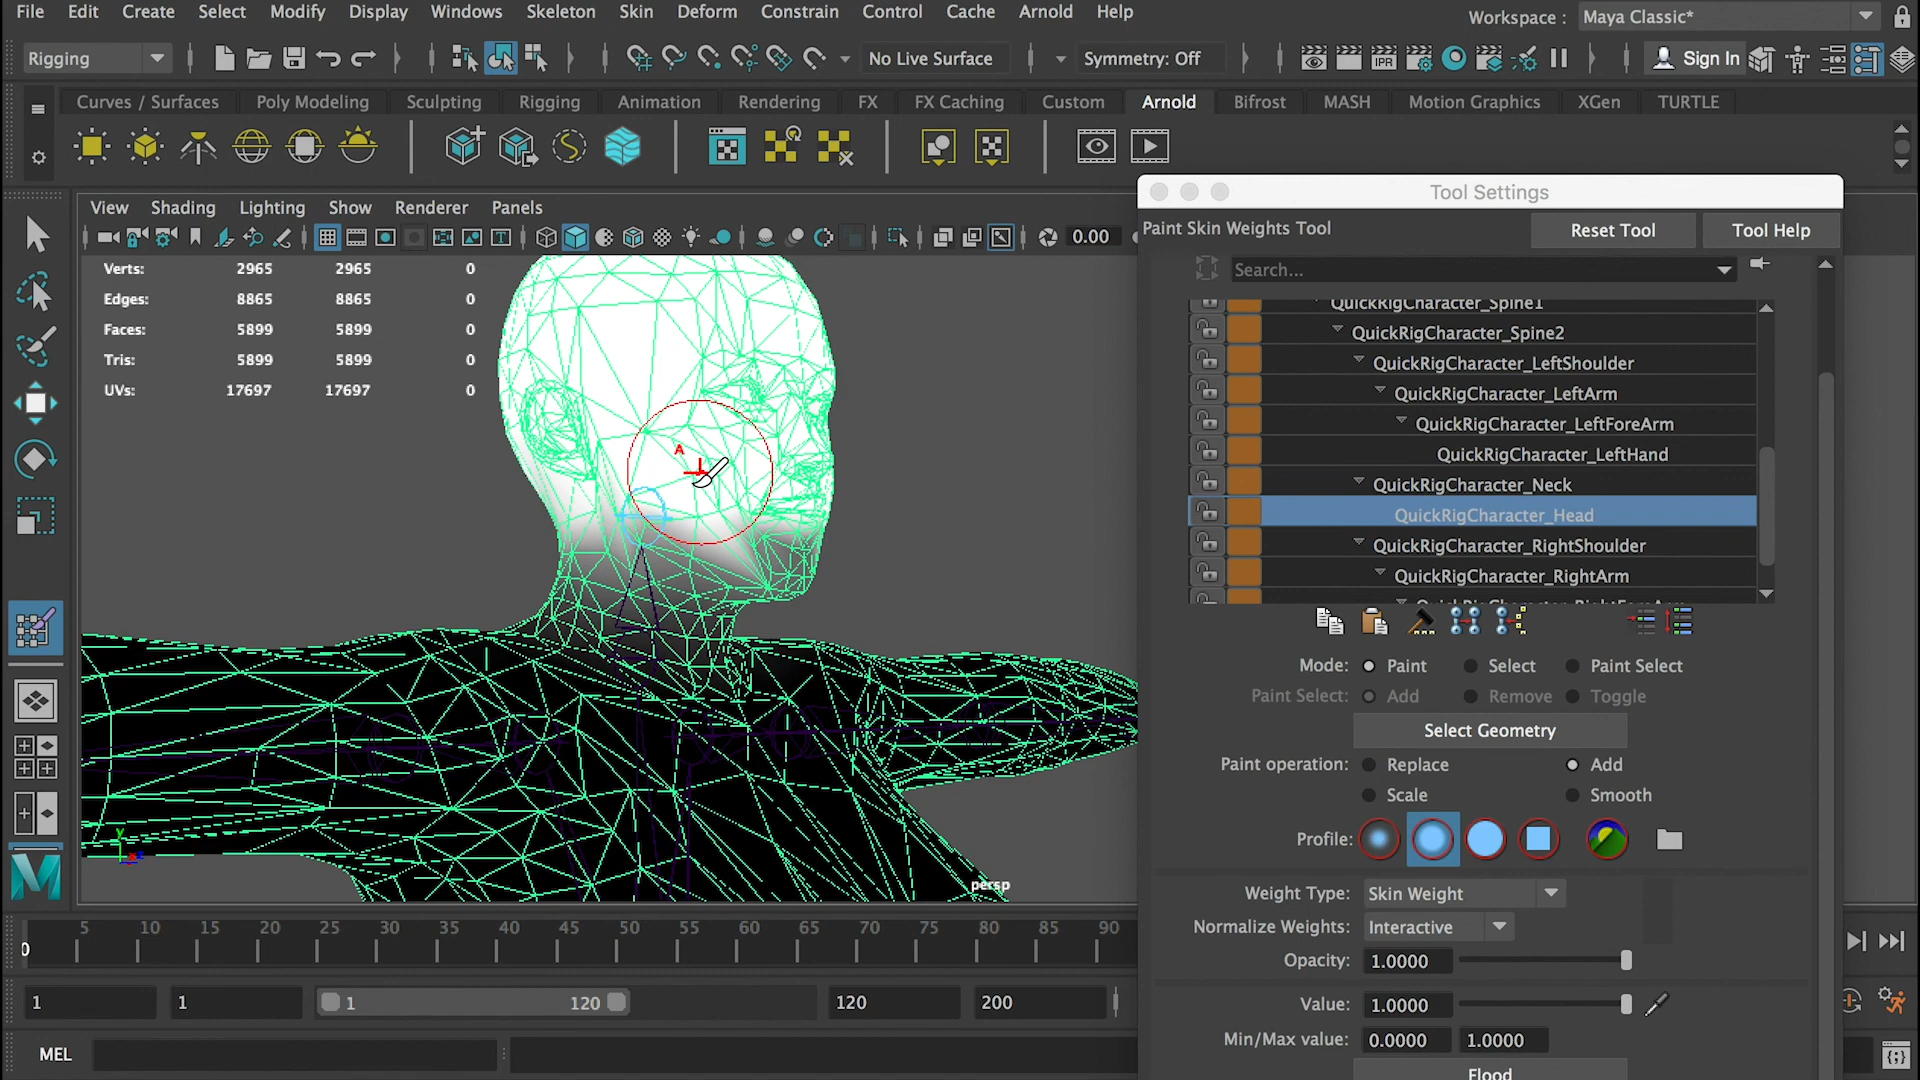 File Edit Create Select Modify Display Windows Skeleton Skin Deform Constrain Control Cache Arnold Help
Workspace : Maya Classic*
Rigging No Live Surface Symmetry: Off IPR Sign In
Curves / Surfaces Poly Modeling Sculpting Rigging Animation Rendering FX FX Caching Custom Arnold Bifrost MASH Motion Graphics XGen TURTLE
View Shading Lighting Show Renderer Panels
0.00
Verts: 2965 2965 0
Edges: 8865 8865 0
Faces: 5899 5899 0
Tris: 5899 5899 0
UVs: 17697 17697 0
A
y
persp
Tool Settings
Paint Skin Weights Tool Reset Tool Tool Help
Search...
QuickRigCharacter_Spine1
QuickRigCharacter_Spine2
QuickRigCharacter_LeftShoulder
QuickRigCharacter_LeftArm
QuickRigCharacter_LeftForeArm
QuickRigCharacter_LeftHand
QuickRigCharacter_Neck
QuickRigCharacter_Head
QuickRigCharacter_RightShoulder
QuickRigCharacter_RightArm
QuickRigCharacter_RightForeArm
Mode: Paint Select Paint Select
Paint Select: Add Remove Toggle
Select Geometry
Paint operation: Replace Add
Scale Smooth
Profile:
Weight Type: Skin Weight
Normalize Weights: Interactive
Opacity: 1.0000
Value: 1.0000
Min/Max value: 0.0000 1.0000
Flood
0 5 10 15 20 25 30 35 40 45 50 55 60 65 70 75 80 85 90
1 1 1 120 120 200
MEL